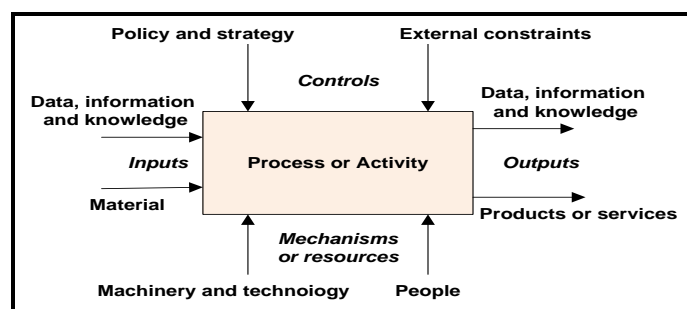 Policy and strategy
External constraints
Controls
Data, information
and knowledge
Data, information
and knowledge
Inputs
Process or Activity
Outputs
Material
Products or services
Mechanisms
or resources
Machinery and technoiogy
People